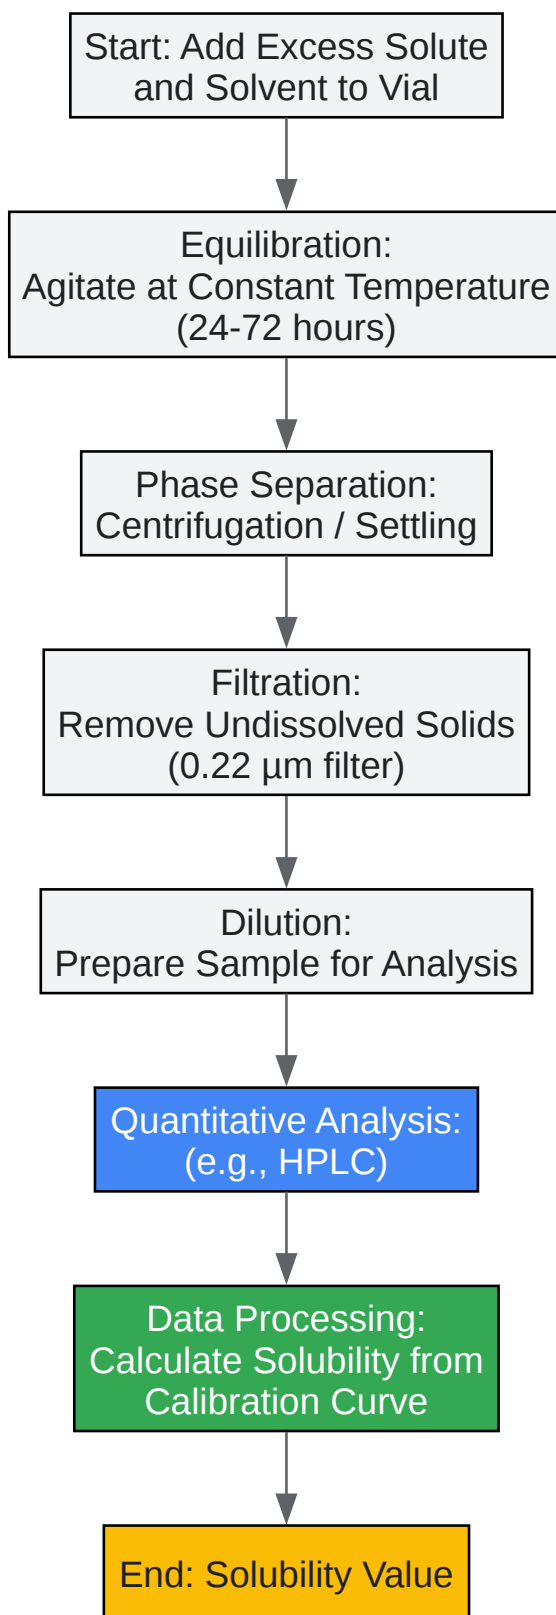 Start: Add Excess Solute
and Solvent to Vial
Equilibration:
Agitate at Constant Temperature
(24-72 hours)
Phase Separation:
Centrifugation / Settling
Filtration:
Remove Undissolved Solids
(0.22 µm filter)
Dilution:
Prepare Sample for Analysis
Quantitative Analysis:
(e.g., HPLC)
Data Processing:
Calculate Solubility from
Calibration Curve
End: Solubility Value